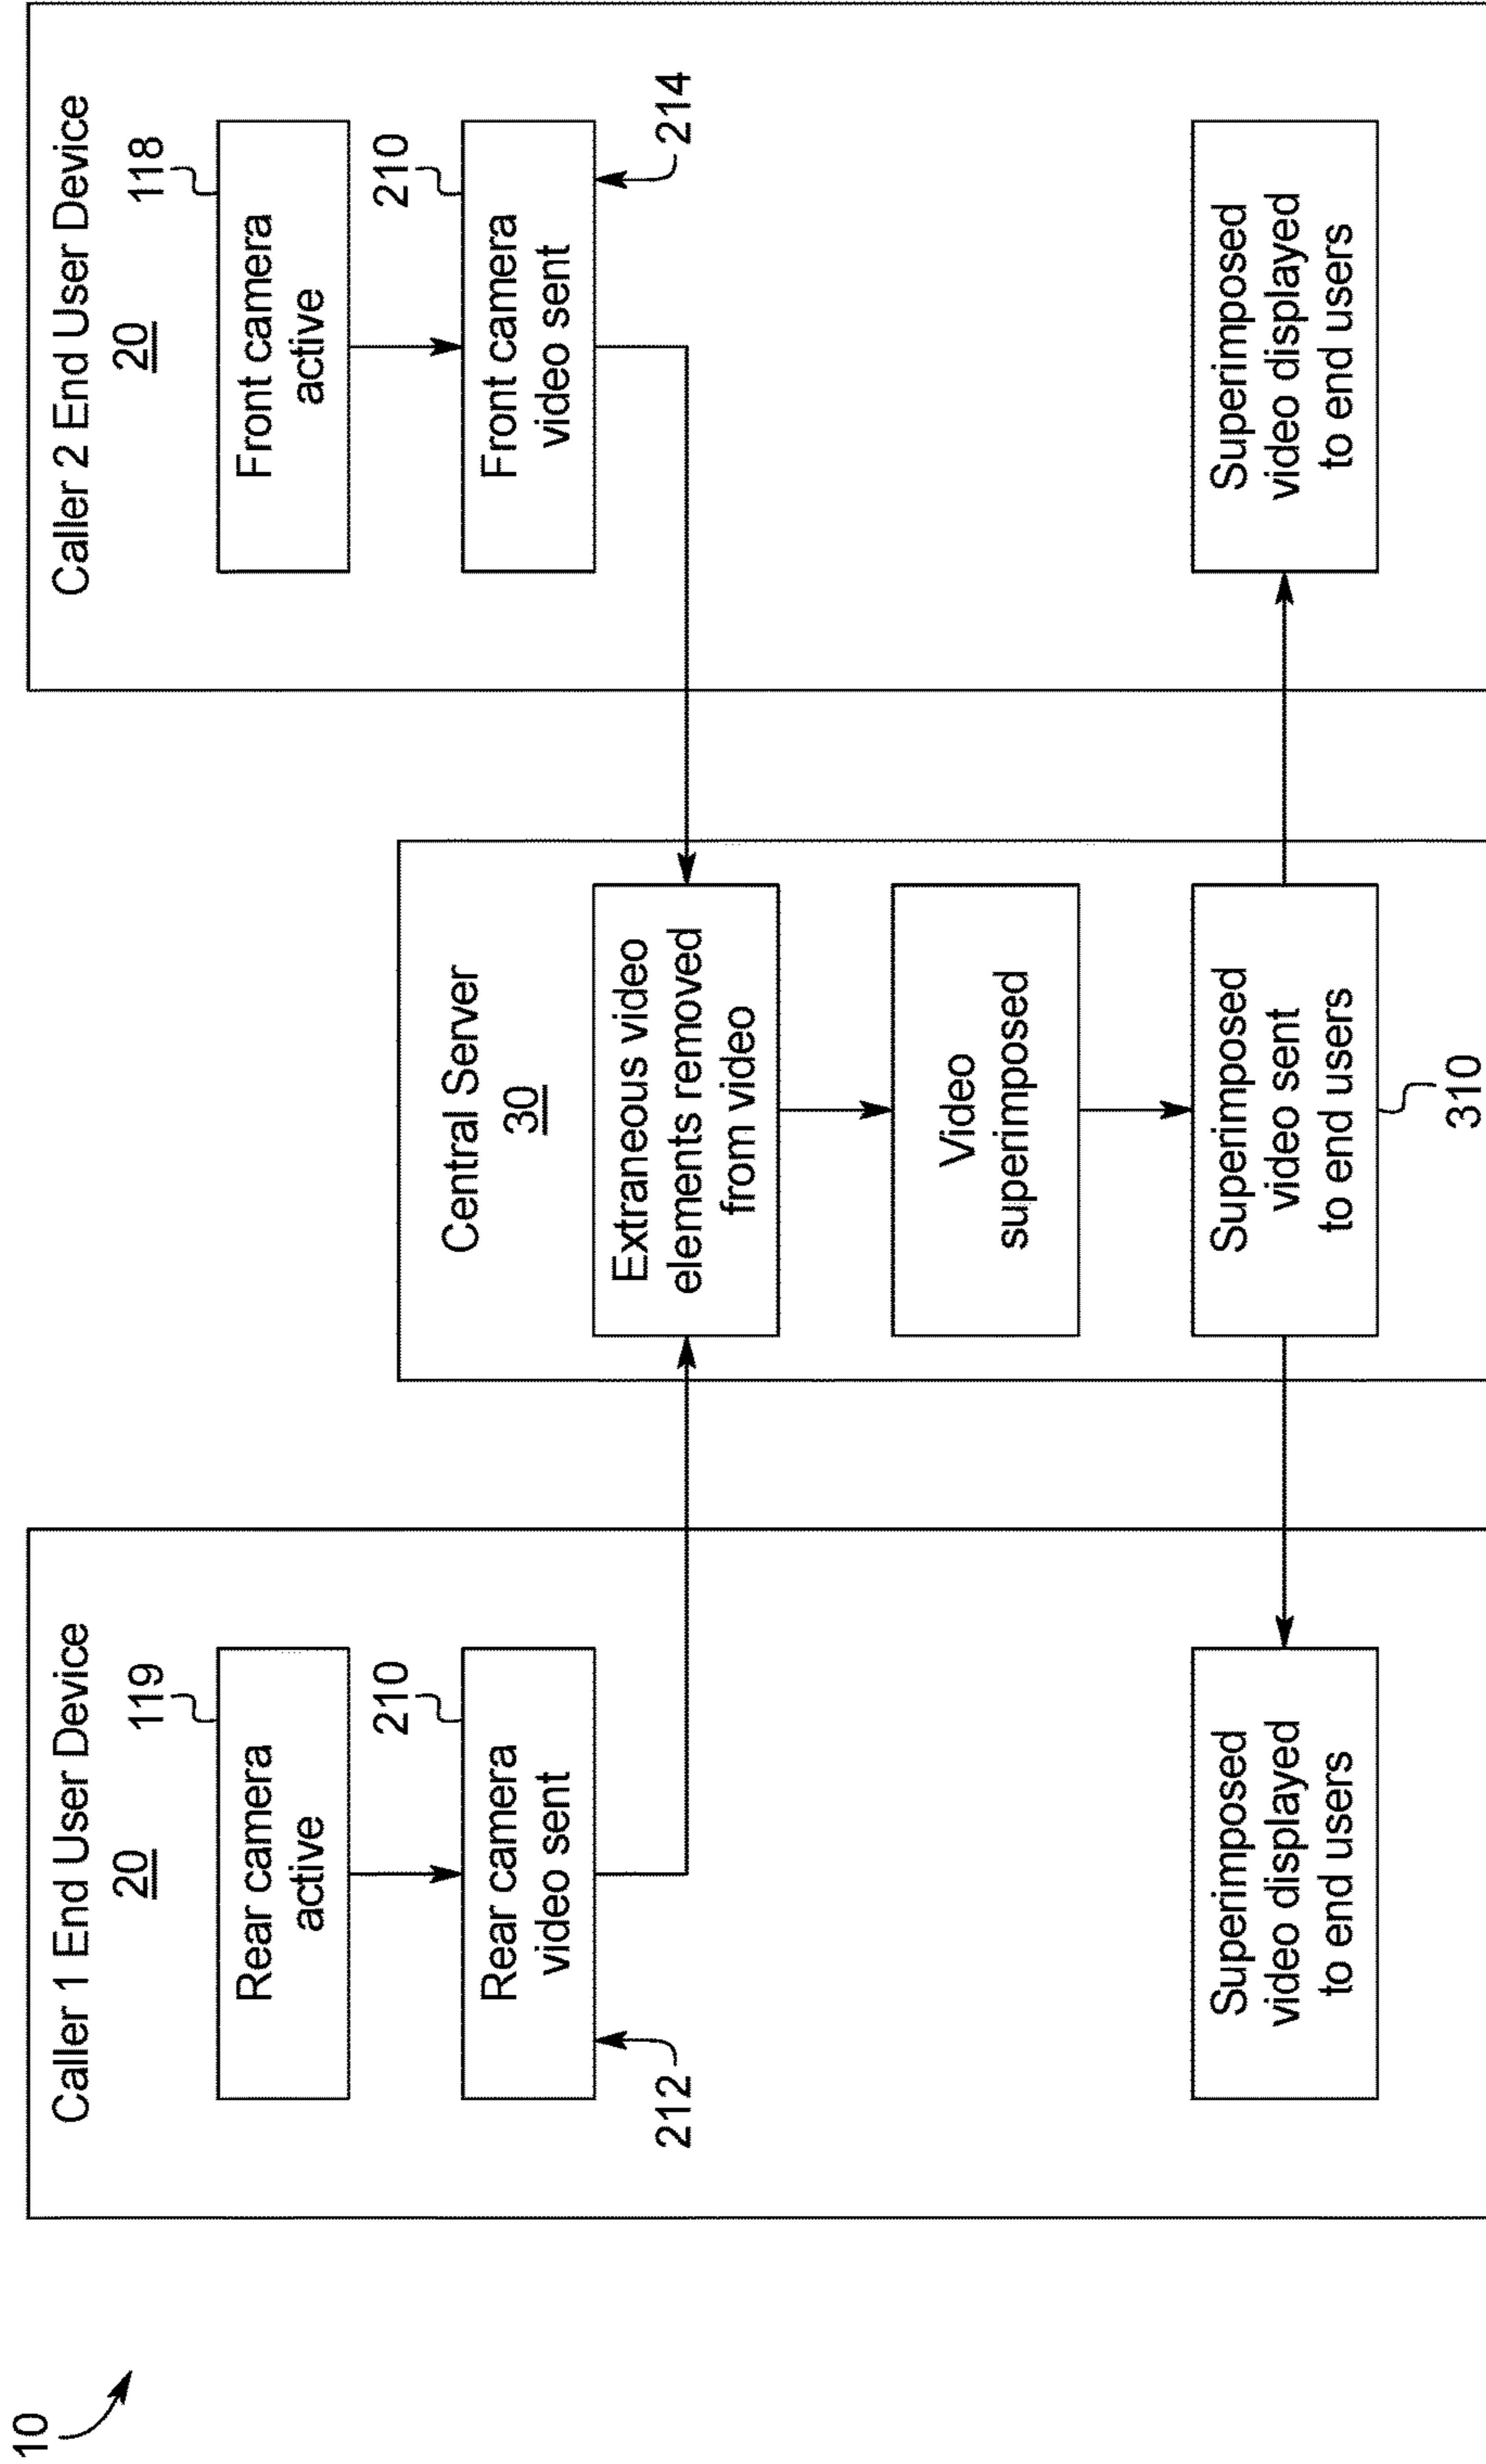 10
Caller 1 End User Device
20
119
Rear camera
active
210
Rear camera
video sent
212
Superimposed
video displayed
to end users
Central Server
30
Extraneous video
elements removed
from video
Video
superimposed
Superimposed
video sent
to end users
310
Caller 2 End User Device
20
118
Front camera
active
210
Front camera
video sent
214
Superimposed
video displayed
to end users